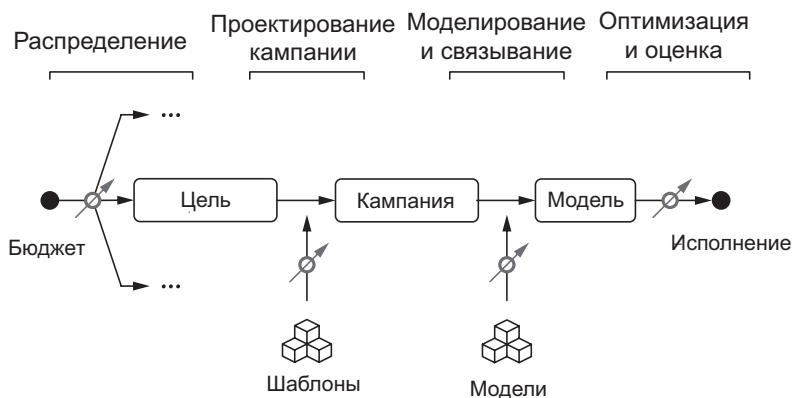 Распределение
Проектирование
кампании
Моделирование
и связывание
Оптимизация
и оценка
...
Цель
Кампания
Модель
Бюджет
Исполнение
...
Шаблоны
Модели